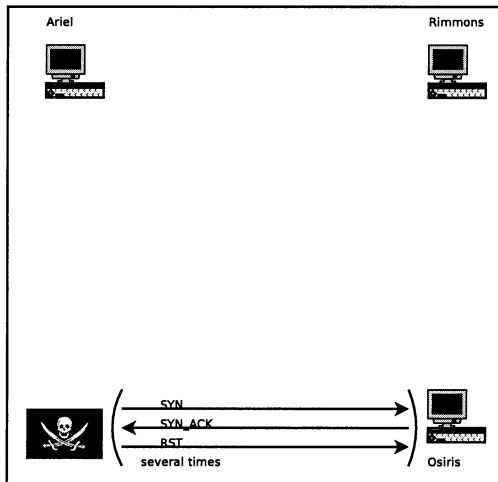 Ariel
Rimmons
SYN
SYN_ACK
RST
several times
Osiris